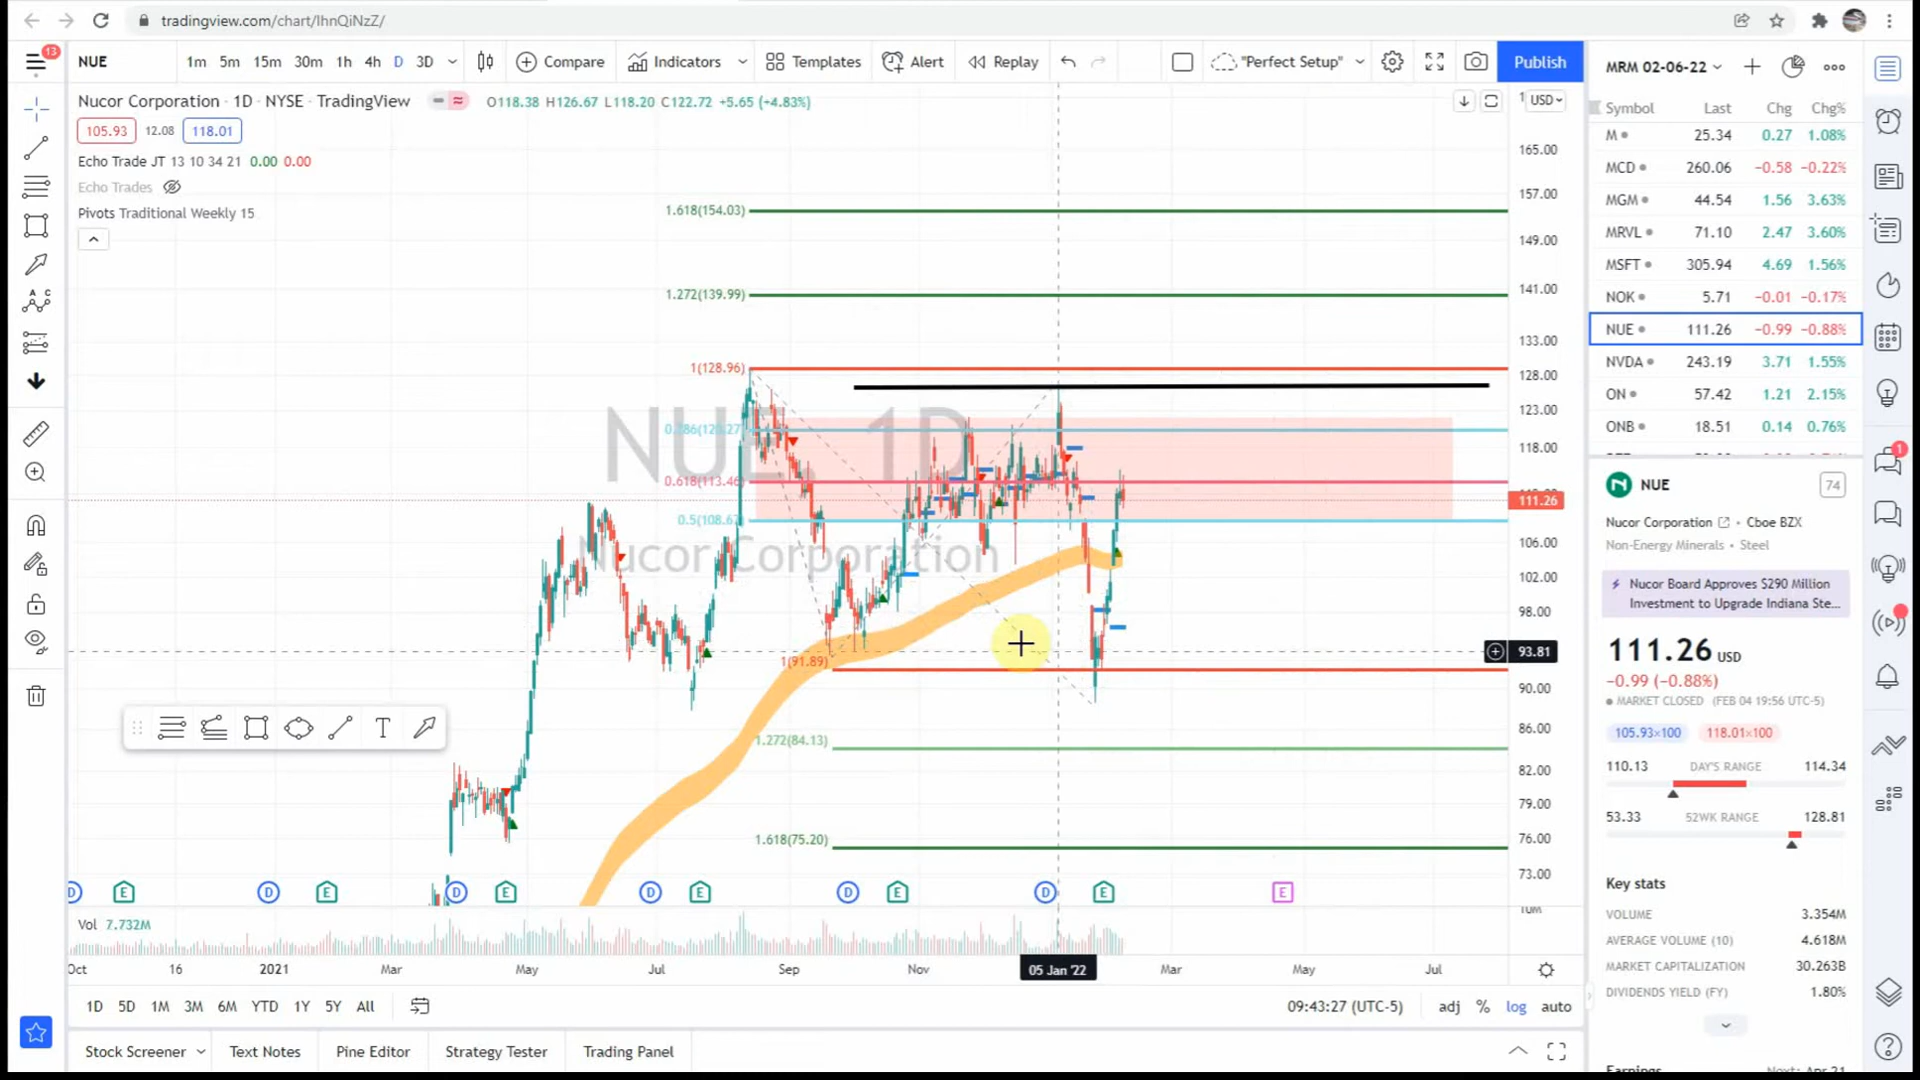 tradingview.com/chart/IhnQiNzZ/
13
NUE 1m 5m 15m 30m 1h 4h D 3D Compare Indicators Templates Alert Replay "Perfect Setup" Publish
MRM 02-06-22
Nucor Corporation · 1D · NYSE · TradingView O118.38 H126.67 L118.20 C122.72 +5.65 (+4.83%)
USD
105.93 12.08 118.01
Echo Trade JT 13 10 34 21 0.00 0.00
Echo Trades
Pivots Traditional Weekly 15
Symbol Last Chg Chg%
M 25.34 0.27 1.08%
MCD 260.06 −0.58 −0.22%
MGM 44.54 1.56 3.63%
MRVL 71.10 2.47 3.60%
MSFT 305.94 4.69 1.56%
NOK 5.71 −0.01 −0.17%
NUE 111.26 −0.99 −0.88%
NVDA 243.19 3.71 1.55%
ON 57.42 1.21 2.15%
ONB 18.51 0.14 0.76%
1.618(154.03)
1.272(139.99)
1(128.96)
0.618(113.46)
1(91.89)
1.272(84.13)
1.618(75.20)
NUE, 1D
Nucor Corporation
165.00
157.00
149.00
141.00
133.00
128.00
123.00
118.00
111.26
106.00
102.00
98.00
93.81
90.00
86.00
82.00
79.00
76.00
73.00
T
D E D E D E D E D E D E E
Vol 7.732M
Oct 16 2021 Mar May Jul Sep Nov 05 Jan '22 Mar May Jul
1D 5D 1M 3M 6M YTD 1Y 5Y All
09:43:27 (UTC-5) adj % log auto
Stock Screener Text Notes Pine Editor Strategy Tester Trading Panel
NUE 74
Nucor Corporation • Cboe BZX
Non-Energy Minerals • Steel
Nucor Board Approves $290 Million
Investment to Upgrade Indiana Ste...
111.26 USD
−0.99 (−0.88%)
MARKET CLOSED (FEB 04 19:56 UTC-5)
105.93×100 118.01×100
110.13 DAY'S RANGE 114.34
53.33 52WK RANGE 128.81
Key stats
VOLUME 3.354M
AVERAGE VOLUME (10) 4.618M
MARKET CAPITALIZATION 30.263B
DIVIDENDS YIELD (FY) 1.80%
1